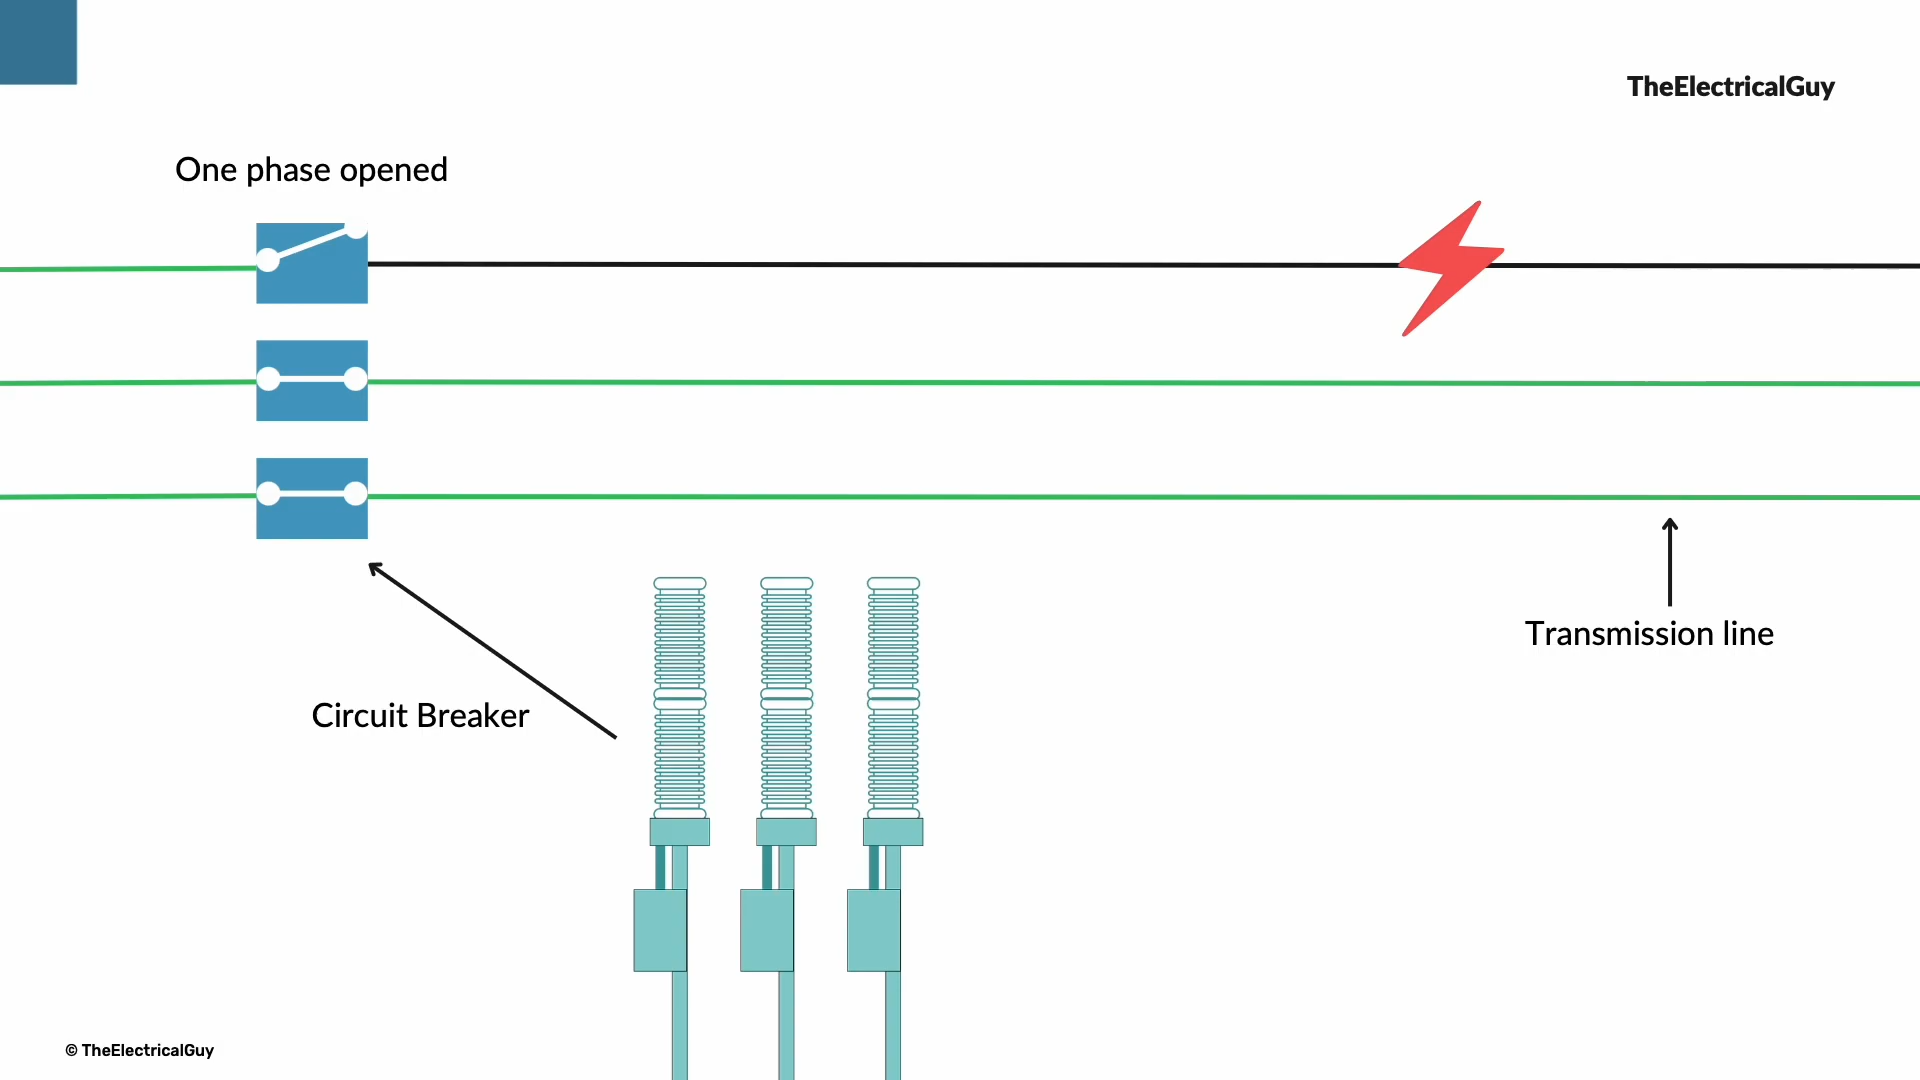 TheElectricalGuy
One phase opened
Transmission line
Circuit Breaker
© TheElectricalGuy